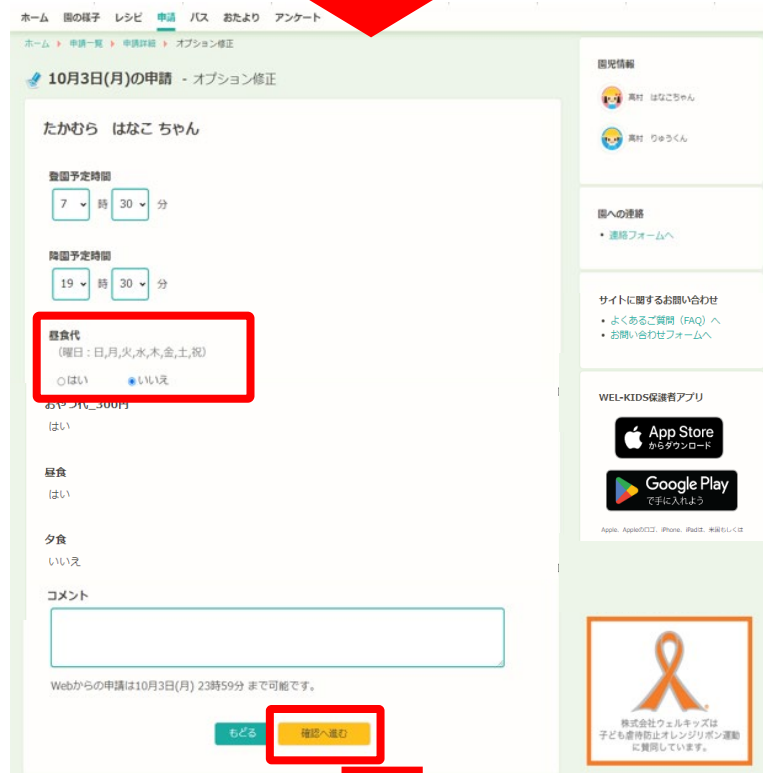 ホーム 園の様子 レシピ 申請 バス おたより アンケート
ホーム 申請一覧 申請詳細 オプション修正
10月3日(月)の申請 - オプション修正
たかむら はなこ ちゃん
登園予定時間
7 時 30 分
降園予定時間
19 時 30 分
昼食代
(曜日:日,月,火,水,木,金,土,祝)
はい いいえ
おやつ代_300円
はい
昼食
はい
夕食
いいえ
コメント
Webからの申請は10月3日(月) 23時59分 まで可能です。
もどる 確認へ進む
園児情報
髙村 はなこちゃん
髙村 りゅうくん
園への連絡
• 連絡フォームへ
サイトに関するお問い合わせ
• よくあるご質問(FAQ)へ
• お問い合わせフォームへ
WEL-KIDS保護者アプリ
App Store
からダウンロード
Google Play
で手に入れよう
Apple、Appleのロゴ、iPhone、iPadは、米国もしくは
株式会社ウェルキッズは
子ども虐待防止オレンジリボン運動
に賛同しています。